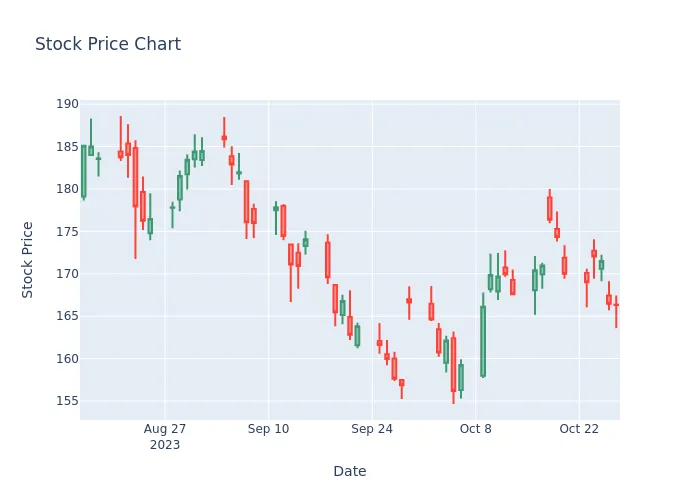 Stock Price Chart
190
185
180
175
170
165
160
155
Stock Price
Aug 27
2023
Sep 10
Sep 24
Oct 8
Oct 22
Date